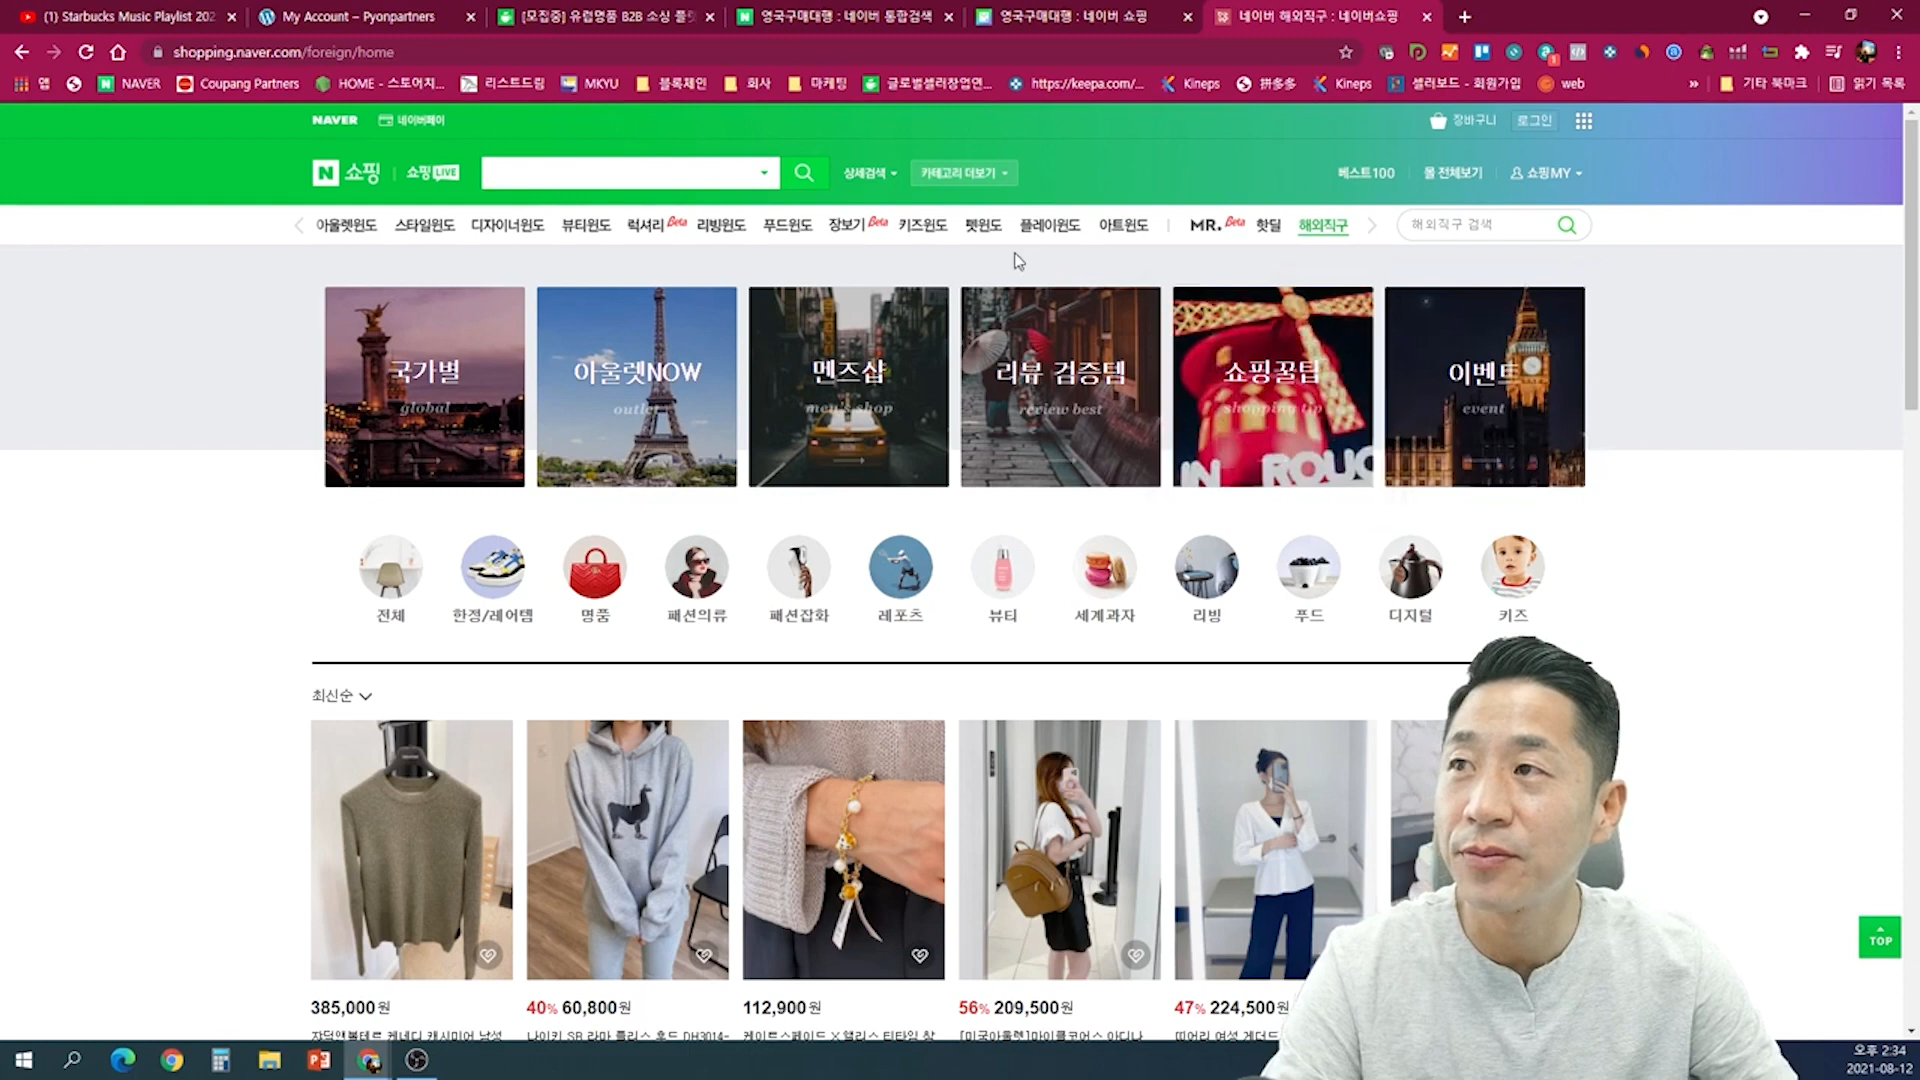 (1) Starbucks Music Playlist 202
My Account – Pyonpartners
[모집중] 유럽명품 B2B 소싱 플
영국구매대행 : 네이버 통합검색
영국구매대행 : 네이버 쇼핑
네이버 해외직구 : 네이버쇼핑
shopping.naver.com/foreign/home
앱
NAVER
Coupang Partners
HOME - 스토어지...
리스트드림
MKYU
블록체인
회사
마케팅
글로벌셀러창업연...
https://keepa.com/...
Kineps
拼多多
Kineps
셀러보드 - 회원가입
web
»
기타 북마크
읽기 목록
NAVER 네이버페이
장바구니 로그인
N 쇼핑 쇼핑LIVE
상세검색 카테고리 더보기
베스트100 몰 전체보기 쇼핑MY
아울렛윈도 스타일윈도 디자이너윈도 뷰티윈도 럭셔리 Beta 리빙윈도 푸드윈도 장보기 Beta 키즈윈도 펫윈도 플레이윈도 아트윈도 MR. Beta 핫딜 해외직구
해외직구 검색
국가별
global
아울렛NOW
outlet
멘즈샵
men's shop
리뷰 검증템
review best
쇼핑꿀팁
shopping tip
IN ROUG
이벤트
event
전체 한정/레어템 명품 패션의류 패션잡화 레포츠 뷰티 세계과자 리빙 푸드 디지털 키즈
최신순
385,000원
40% 60,800원
112,900원
56% 209,500원
47% 224,500원
쟈딕앤볼테르 케네디 캐시미어 남성
나이키 SB 라마 플리스 후드 DH3014-
케이트스페이드 X 앨리스 티타임 참
[미국아울렛]마이클코어스 아디나
띠어리 여성 게더드
TOP
오후 2:34
2021-08-12